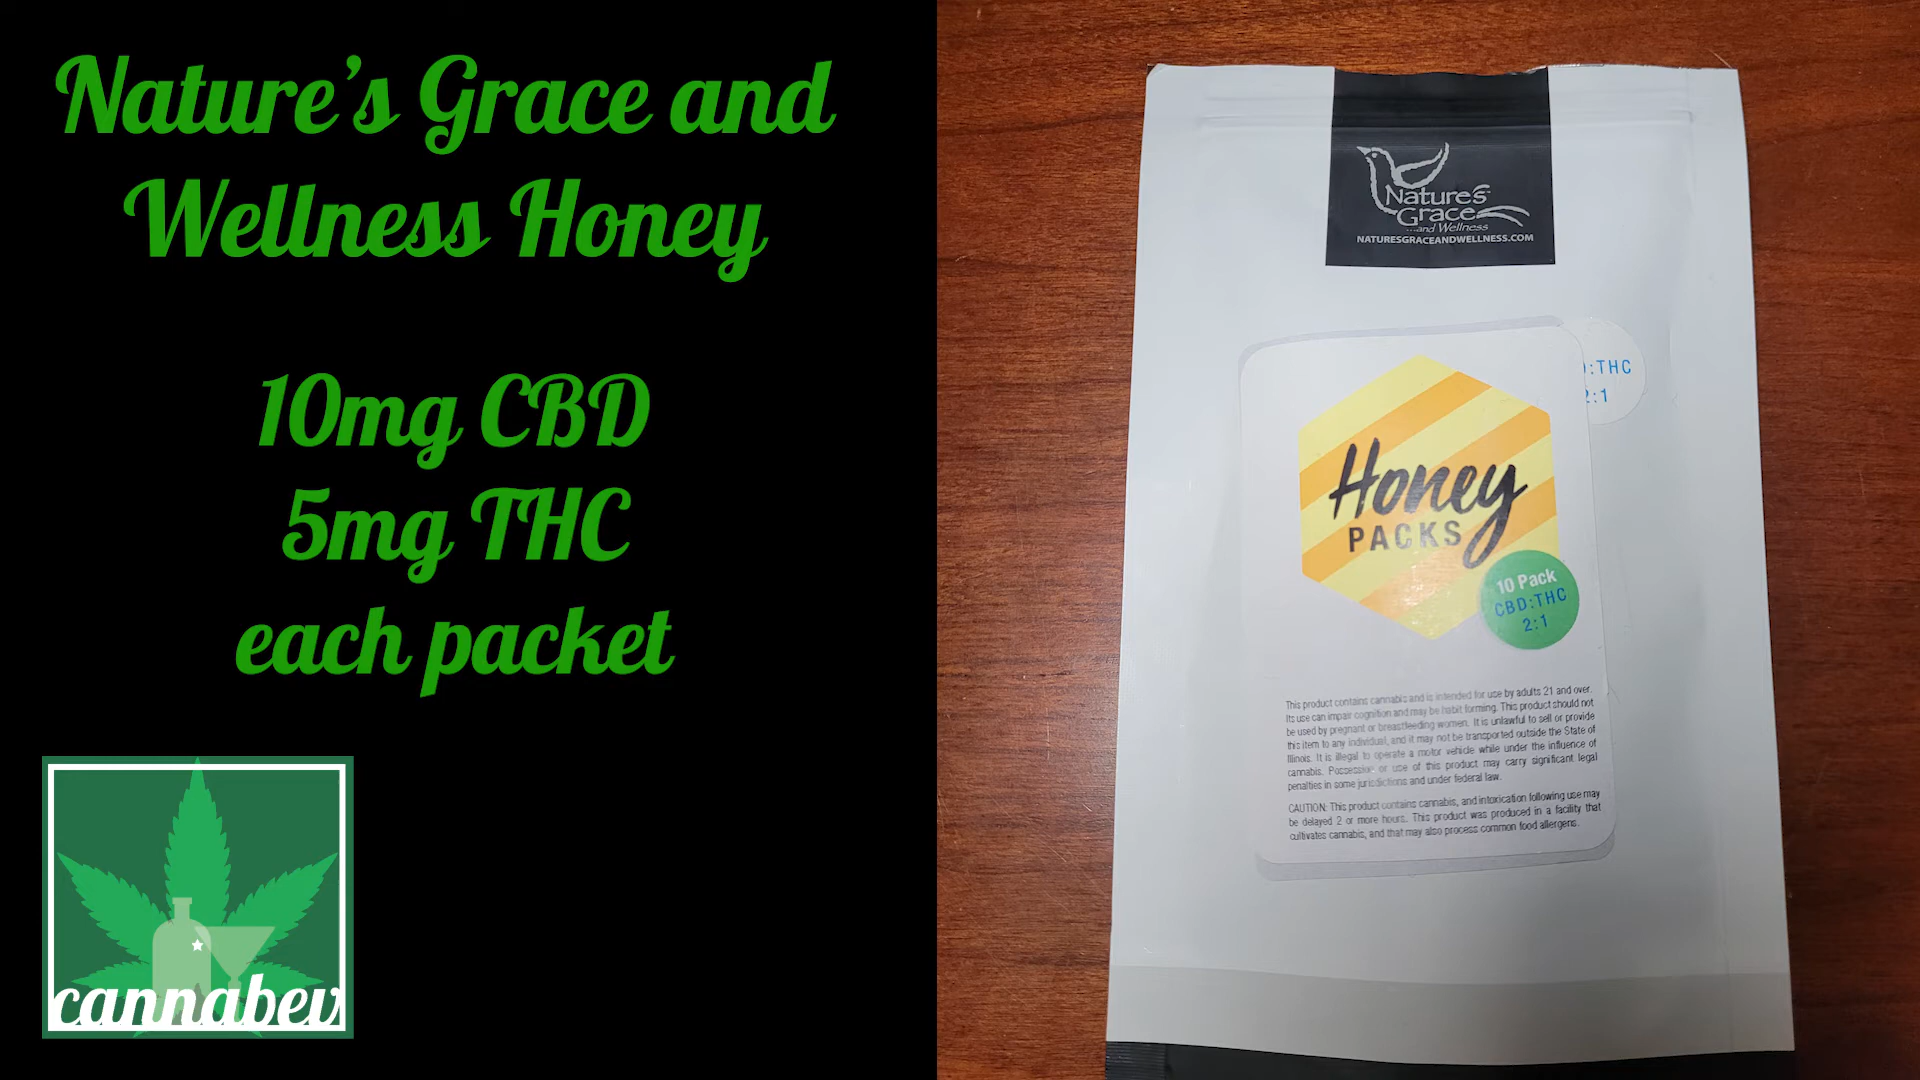 Nature's Grace and
Wellness Honey
10mg CBD
5mg THC
each packet
cannabev
Nature's
Grace
...and Wellness
NATURESGRACEANDWELLNESS.COM
:THC
2:1
Honey
PACKS
10 Pack
CBD:THC
2:1
This product contains cannabis and is intended for use by adults 21 and over.
Its use can impair cognition and may be habit forming. This product should not
be used by pregnant or breastfeeding women. It is unlawful to sell or provide
this item to any individual, and it may not be transported outside the State of
Illinois. It is illegal to operate a motor vehicle while under the influence of
cannabis. Possession or use of this product may carry significant legal
penalties in some jurisdictions and under federal law.
CAUTION: This product contains cannabis, and intoxication following use may
be delayed 2 or more hours. This product was produced in a facility that
cultivates cannabis, and that may also process common food allergens.